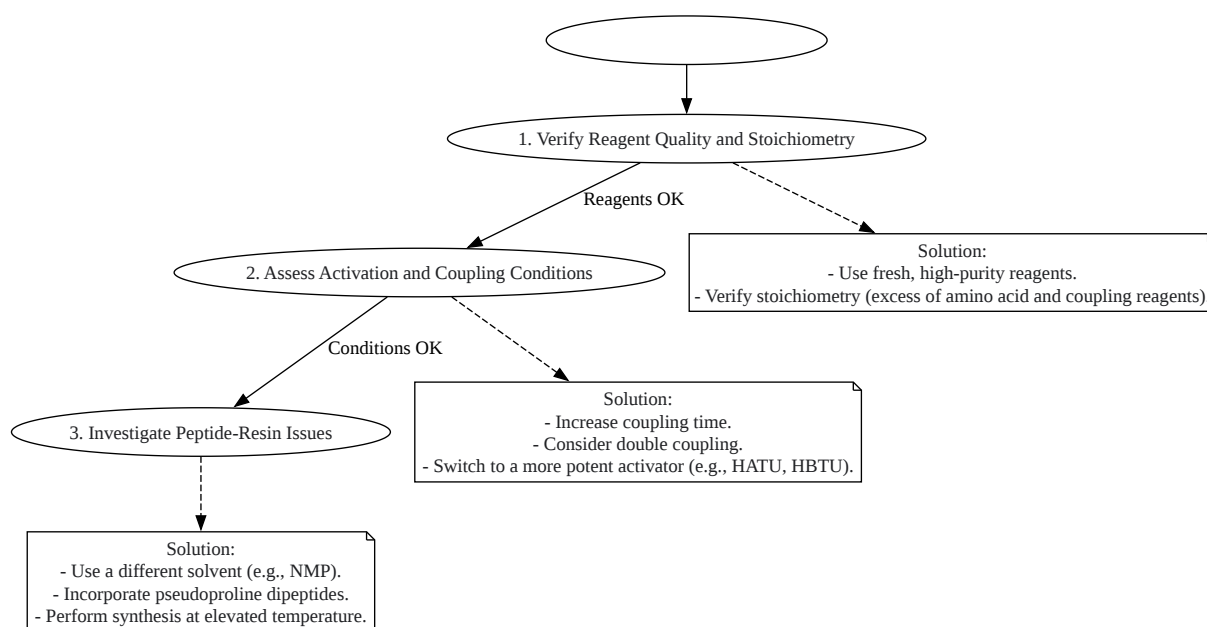 1. Verify Reagent Quality and Stoichiometry
Reagents OK
Solution:
- Use fresh, high-purity reagents.
- Verify stoichiometry (excess of amino acid and coupling reagents)
2. Assess Activation and Coupling Conditions
Conditions OK
Solution:
- Increase coupling time.
- Consider double coupling.
- Switch to a more potent activator (e.g., HATU, HBTU).
3. Investigate Peptide-Resin Issues
Solution:
- Use a different solvent (e.g., NMP).
- Incorporate pseudoproline dipeptides.
- Perform synthesis at elevated temperature.